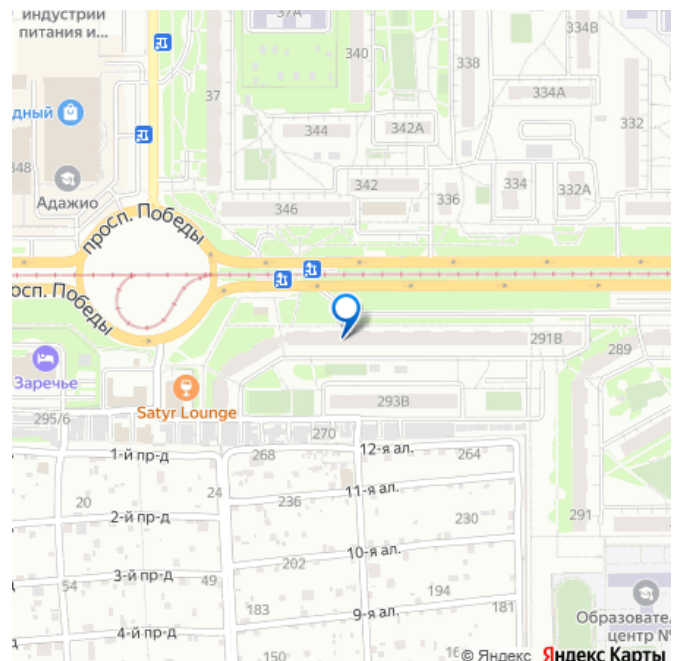 индустрии
питания и...
37А
340
334В
338
37
334А
дный
344
342А
332
348
Адажио
342
334
332А
336
просп. Победы
346
осп. Победы
291В
289
Заречье
Satyr Lounge
293В
295/6
270
1-й пр-д
268
12-я ал.
264
24
11-я ал.
20
236
2-й пр-д
230
291
10-я ал.
202
3-й пр-д
49
54
194
183
9-я ал.
181
Образовате...
центр №
4-й пр-д
150
16
© Яндекс Яндекс Карты